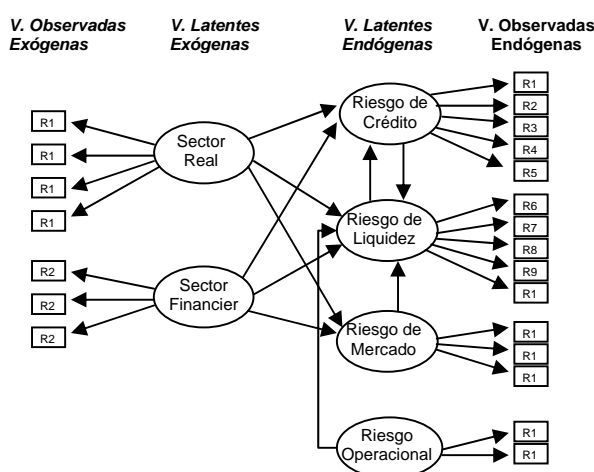 V. Observadas
Exógenas
V. Latentes
Exógenas
V. Latentes
Endógenas
V. Observadas
Endógenas
R1
R1
R1
R1
R2
R2
R2
Sector
Real
Sector
Financier
Riesgo de
Crédito
Riesgo de
Liquidez
Riesgo de
Mercado
Riesgo
Operacional
R1
R2
R3
R4
R5
R6
R7
R8
R9
R1
R1
R1
R1
R1
R1